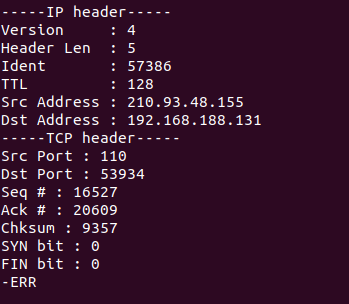 -----IP header-----
Version     : 4
Header Len  : 5
Ident       : 57386
TTL         : 128
Src Address : 210.93.48.155
Dst Address : 192.168.188.131
-----TCP header-----
Src Port : 110
Dst Port : 53934
Seq # : 16527
Ack # : 20609
Chksum : 9357
SYN bit : 0
FIN bit : 0
-ERR